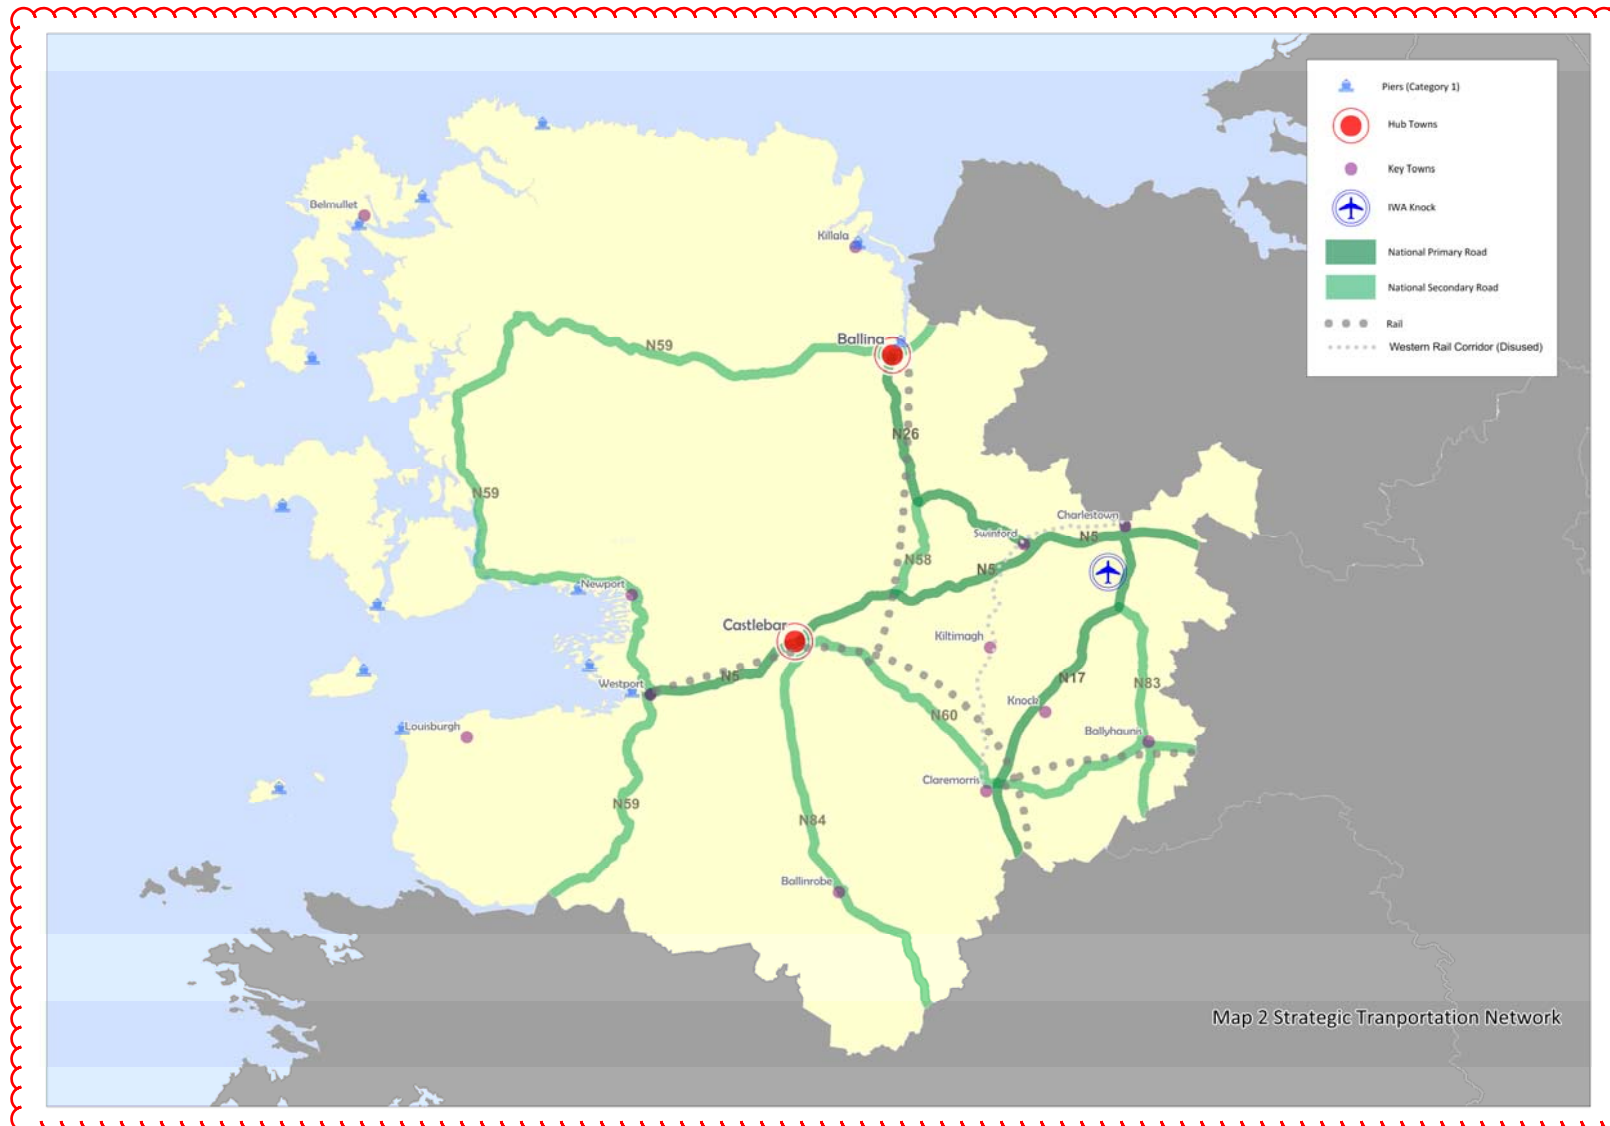 Piers (Category 1)
Hub Towns
Key Towns
IWA Knock
National Primary Road
National Secondary Road
Rail
Western Rail Corridor (Disused)
Belmullet
Killala
Ballina
N59
N26
N59
Charlestown
Swinford
N5
N58
N5
Newport
Castlebar
Kiltimagh
N5
Westport
N17
N83
Knock
N60
Louisburgh
Ballyhaunis
Claremorris
N59
N84
Ballinrobe
Map 2 Strategic Tranportation Network